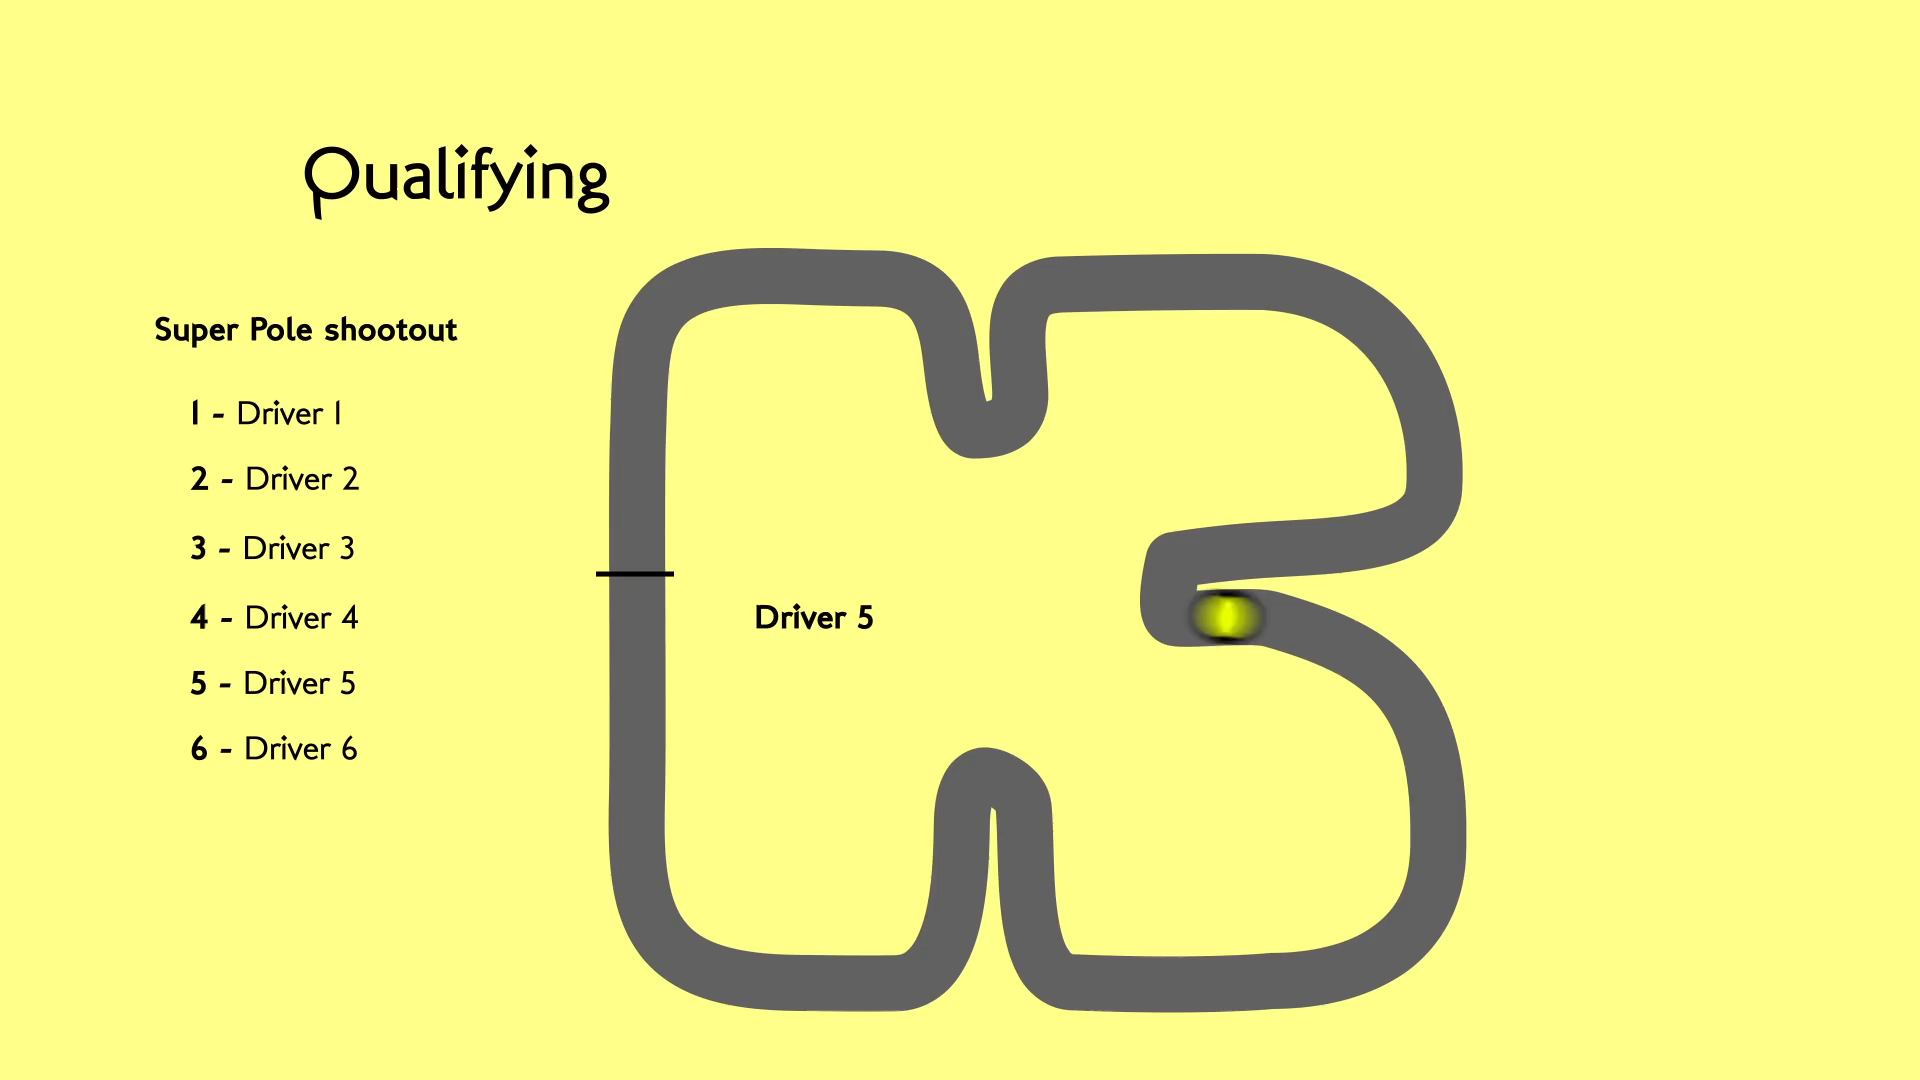 Qualifying
Super Pole shootout
1 - Driver 1
2 - Driver 2
3 - Driver 3
4 - Driver 4
5 - Driver 5
6 - Driver 6
Driver 5